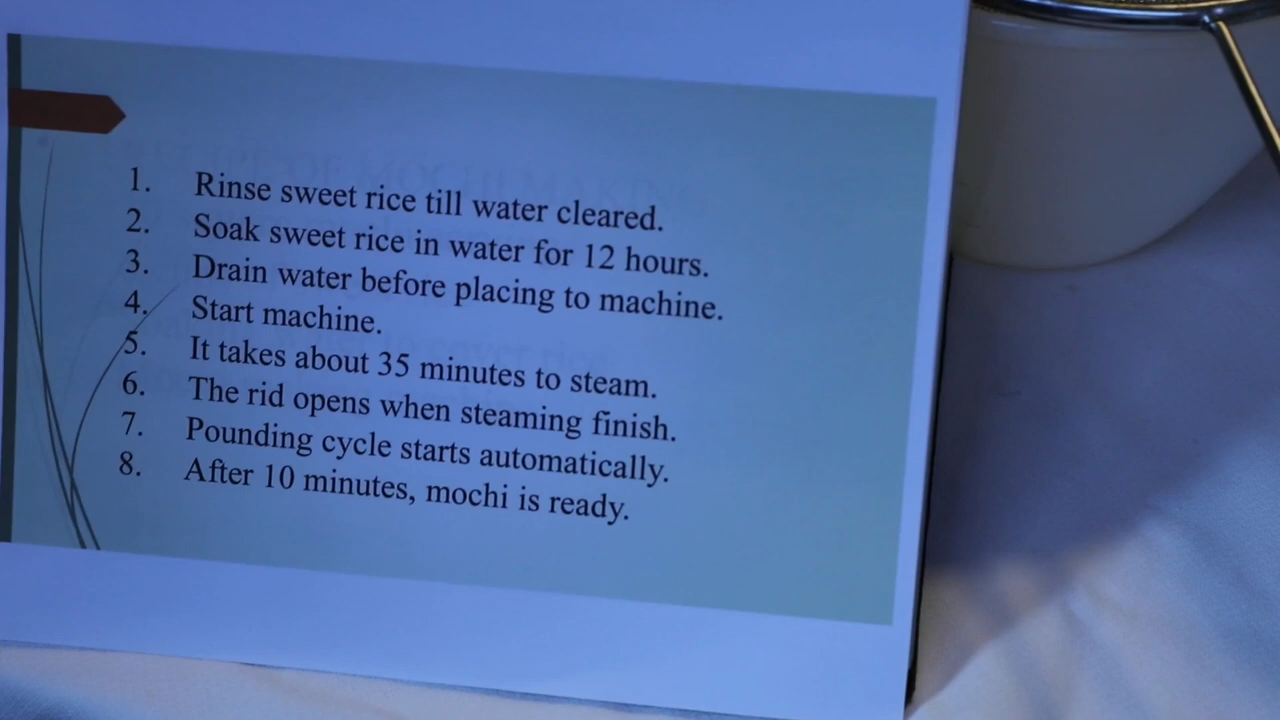 1. Rinse sweet rice till water cleared.
2. Soak sweet rice in water for 12 hours.
3. Drain water before placing to machine.
4. Start machine.
5. It takes about 35 minutes to steam.
6. The rid opens when steaming finish.
7. Pounding cycle starts automatically.
8. After 10 minutes, mochi is ready.